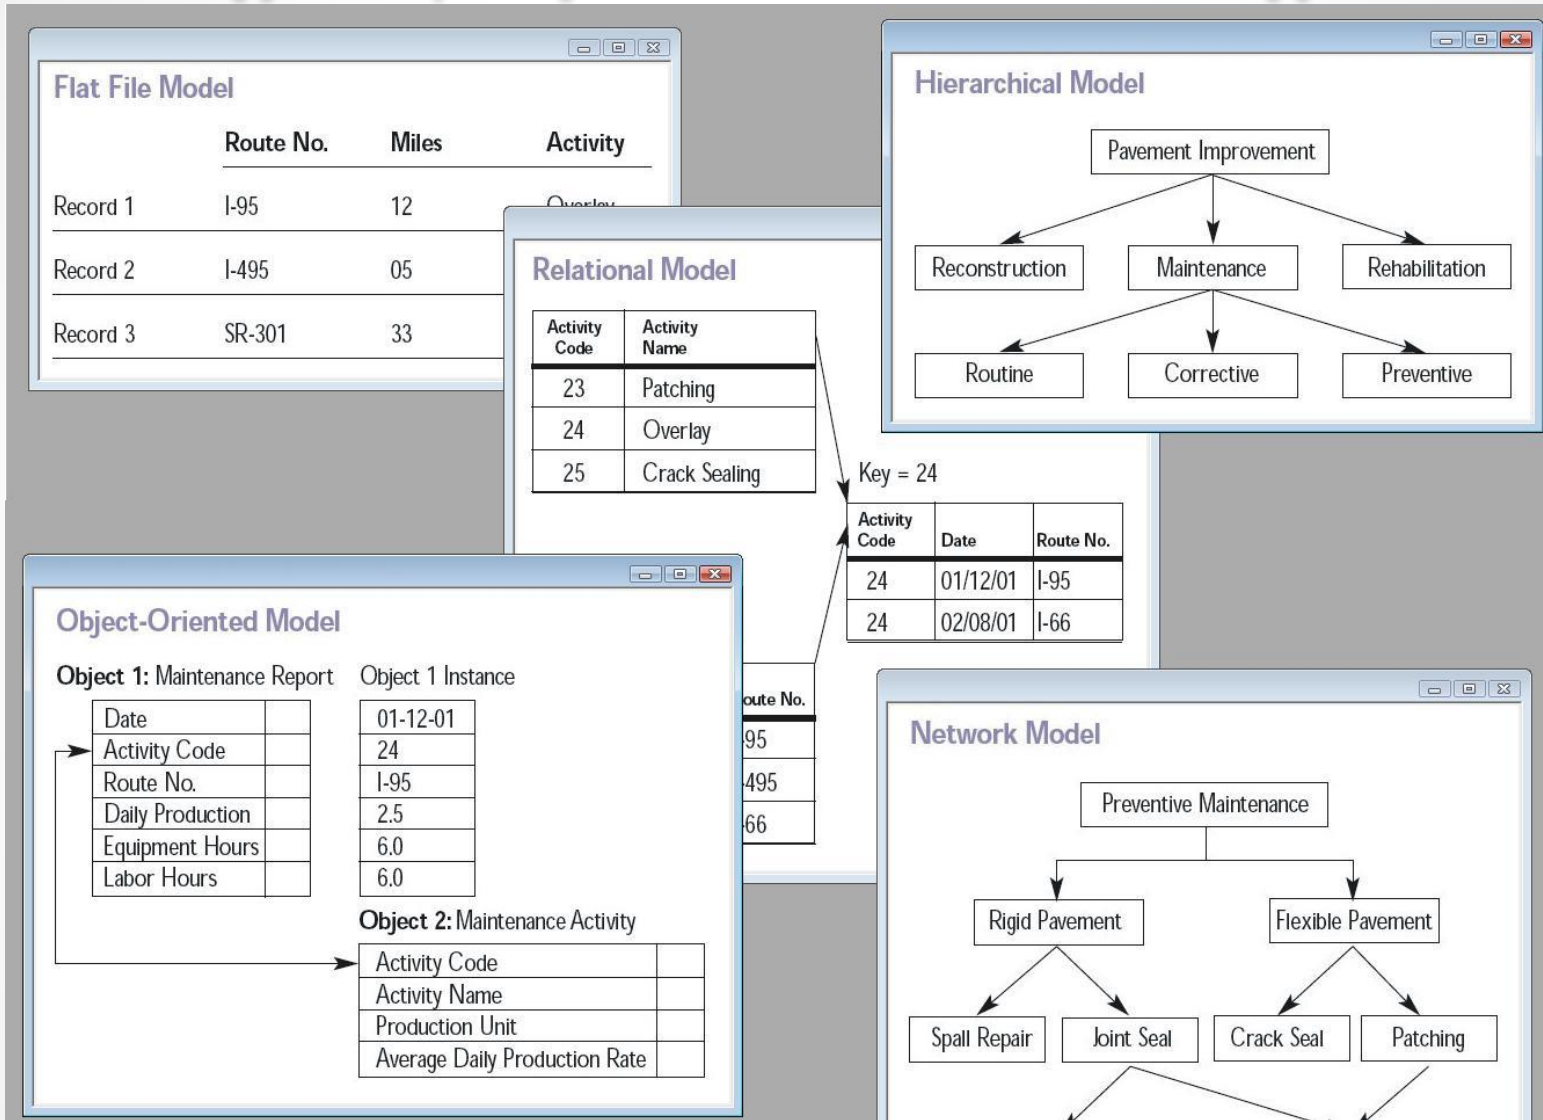 Flat File Model
Route No. Miles Activity
Record 1 I-95 12 Overlay
Record 2 I-495 05
Record 3 SR-301 33
Hierarchical Model
Pavement Improvement
Reconstruction Maintenance Rehabilitation
Routine Corrective Preventive
Relational Model
Activity Code Activity Name
23 Patching
24 Overlay
25 Crack Sealing
Key = 24
Activity Code Date Route No.
24 01/12/01 I-95
24 02/08/01 I-66
oute No.
-95
-495
-66
Object-Oriented Model
Object 1: Maintenance Report Object 1 Instance
Date 01-12-01
Activity Code 24
Route No. I-95
Daily Production 2.5
Equipment Hours 6.0
Labor Hours 6.0
Object 2: Maintenance Activity
Activity Code
Activity Name
Production Unit
Average Daily Production Rate
Network Model
Preventive Maintenance
Rigid Pavement Flexible Pavement
Spall Repair Joint Seal Crack Seal Patching